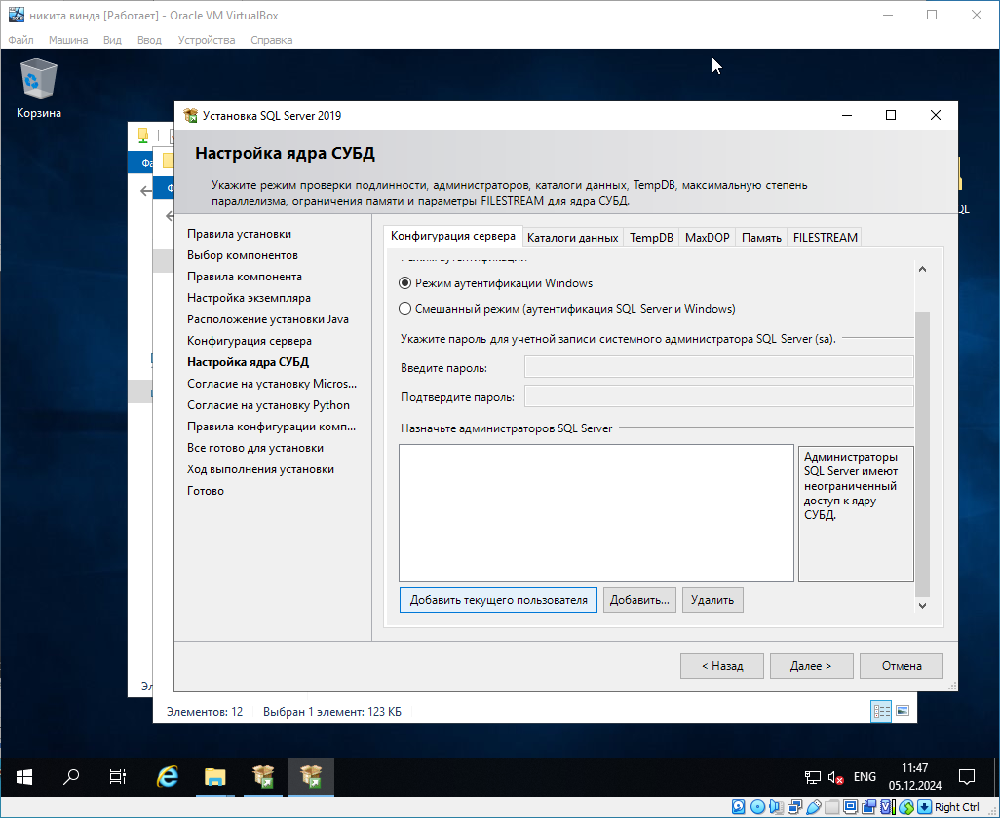 никита винда [Работает] - Oracle VM VirtualBox
Файл Машина Вид Ввод Устройства Справка
Корзина
Установка SQL Server 2019
Настройка ядра СУБД
Укажите режим проверки подлинности, администраторов, каталоги данных, TempDB, максимальную степень
параллелизма, ограничения памяти и параметры FILESTREAM для ядра СУБД.
Правила установки
Выбор компонентов
Правила компонента
Настройка экземпляра
Расположение установки Java
Конфигурация сервера
Настройка ядра СУБД
Согласие на установку Micros...
Согласие на установку Python
Правила конфигурации комп...
Все готово для установки
Ход выполнения установки
Готово
Конфигурация сервера Каталоги данных TempDB MaxDOP Память FILESTREAM
Режим аутентификации Windows
Смешанный режим (аутентификация SQL Server и Windows)
Укажите пароль для учетной записи системного администратора SQL Server (sa).
Введите пароль:
Подтвердите пароль:
Назначьте администраторов SQL Server
Администраторы
SQL Server имеют
неограниченный
доступ к ядру
СУБД.
Добавить текущего пользователя Добавить... Удалить
< Назад Далее > Отмена
Элементов: 12 Выбран 1 элемент: 123 КБ
ENG
11:47
05.12.2024
Right Ctrl